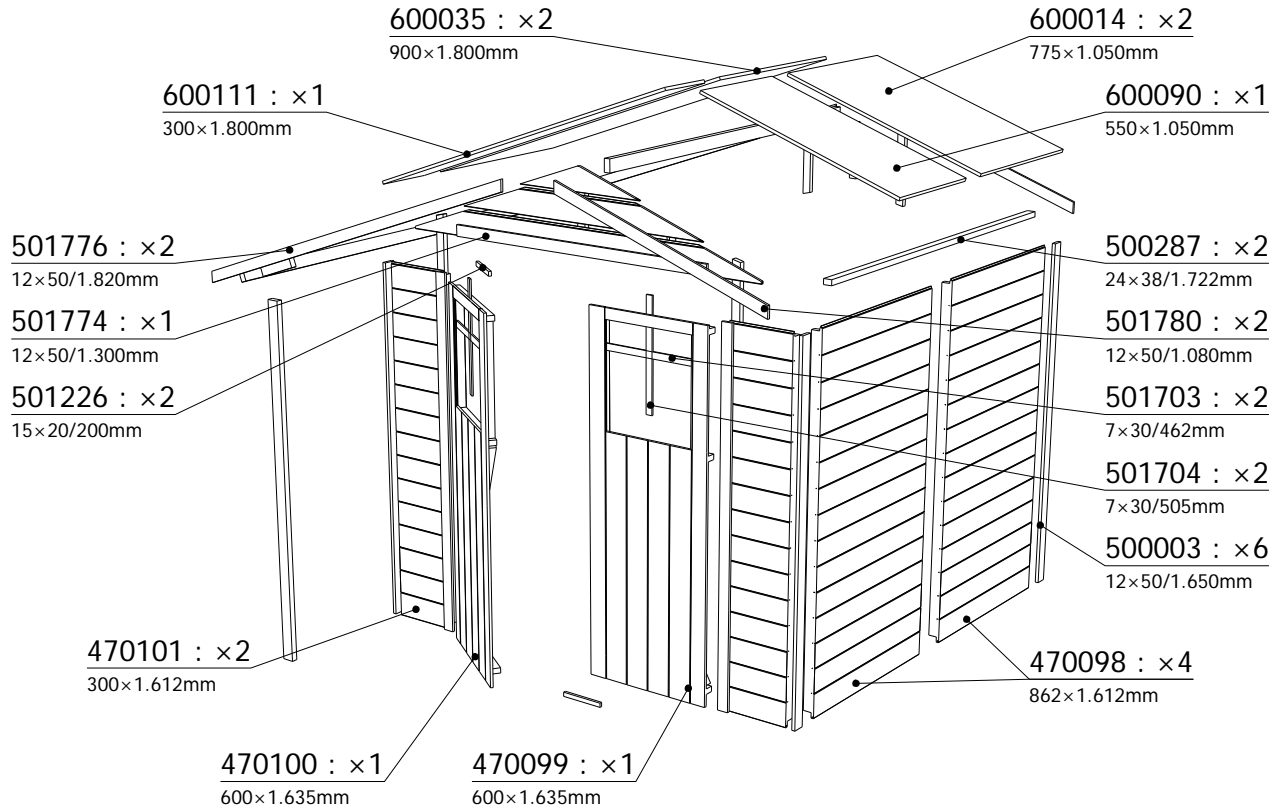 600035 : ×2
900×1.800mm
600014 : ×2
775×1.050mm
600111 : ×1
300×1.800mm
600090 : ×1
550×1.050mm
501776 : ×2
12×50/1.820mm
500287 : ×2
24×38/1.722mm
501774 : ×1
12×50/1.300mm
501780 : ×2
12×50/1.080mm
501226 : ×2
15×20/200mm
501703 : ×2
7×30/462mm
501704 : ×2
7×30/505mm
500003 : ×6
12×50/1.650mm
470101 : ×2
300×1.612mm
470098 : ×4
862×1.612mm
470100 : ×1
600×1.635mm
470099 : ×1
600×1.635mm